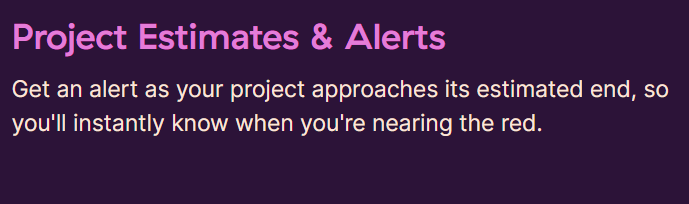 Project Estimates & Alerts
Get an alert as your project approaches its estimated end, so
you'll instantly know when you're nearing the red.